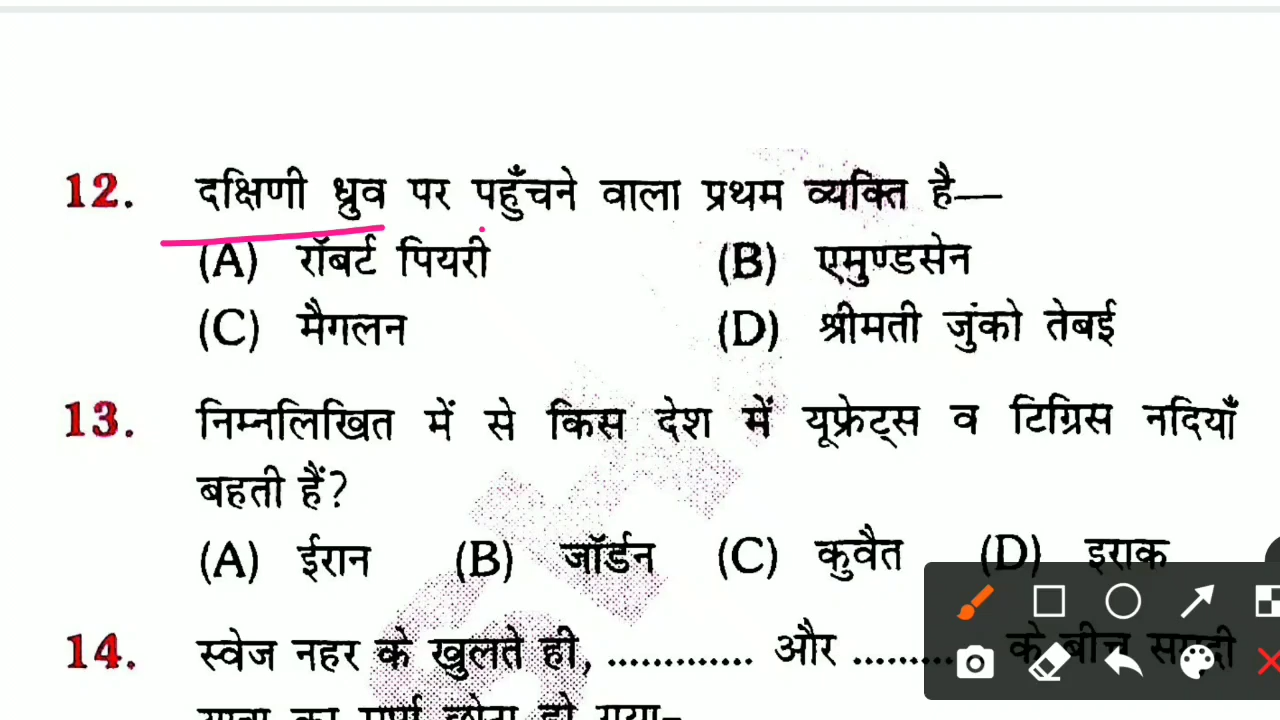 12. दक्षिणी ध्रुव पर पहुँचने वाला प्रथम व्यक्ति है—
(A) रॉबर्ट पियरी (B) एमुण्डसेन
(C) मैगलन (D) श्रीमती जुंको तेबई
13. निम्नलिखित में से किस देश में यूफ्रेट्स व टिग्रिस नदियाँ
बहती हैं?
(A) ईरान (B) जॉर्डन (C) कुवैत (D) इराक
14. स्वेज नहर के खुलते ही, ............. और ......... के बीच